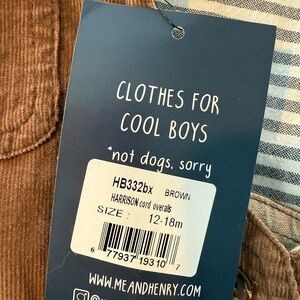 CLOTHES FOR
COOL BOYS
*not dogs, sorry
HB332bx BROWN
HARRISON cord overalls
SIZE : 12-18m
6 77937 19310 7
WWW.MEANDHENRY.COM